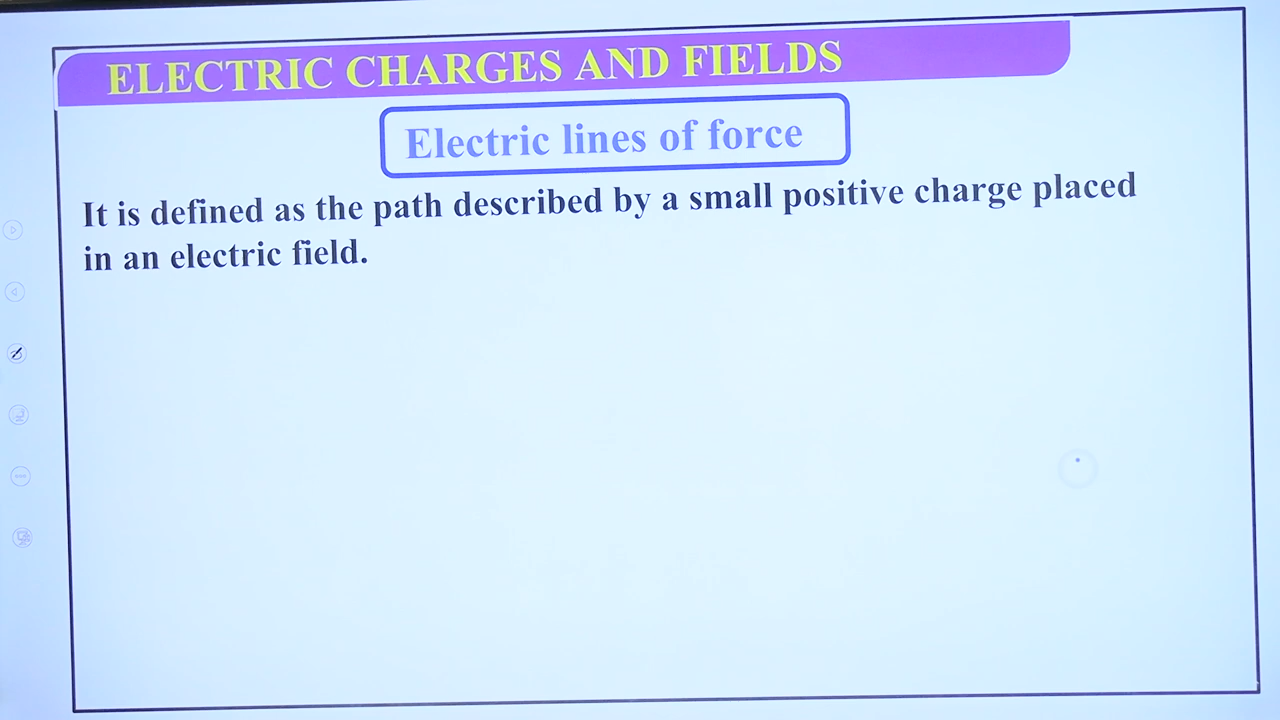 ELECTRIC CHARGES AND FIELDS
Electric lines of force
It is defined as the path described by a small positive charge placed
in an electric field.